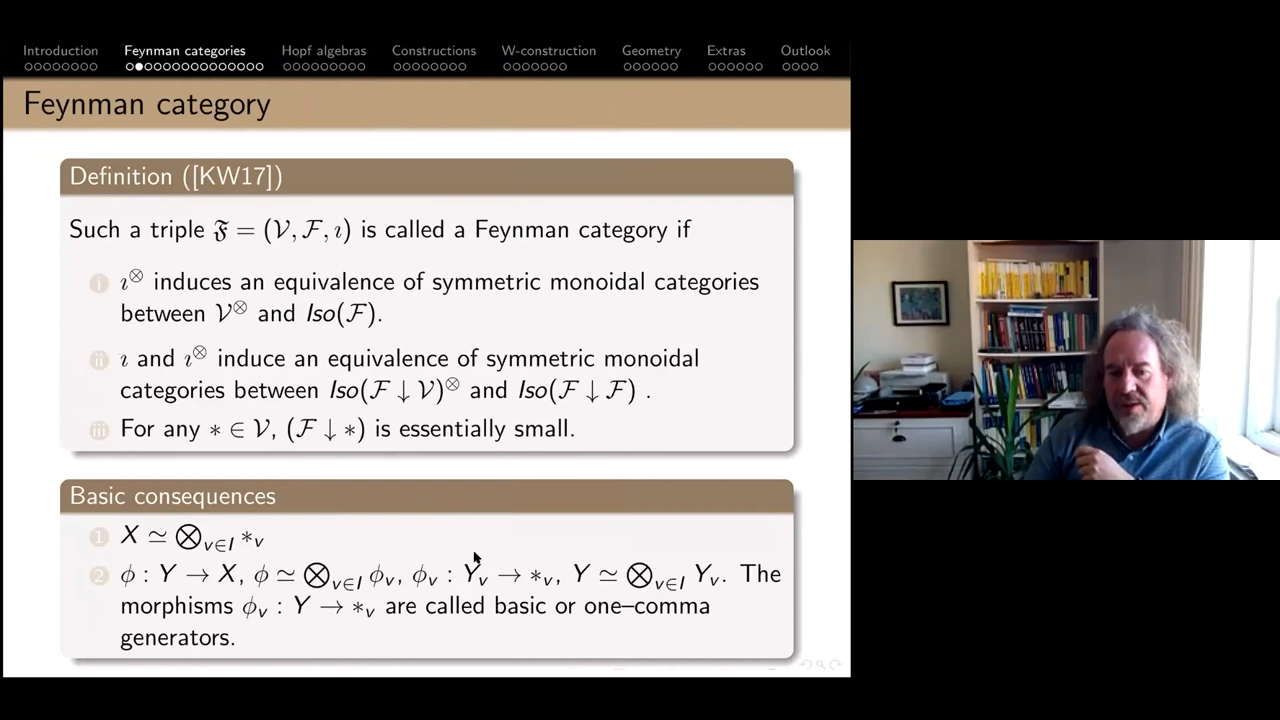 Introduction Feynman categories Hopf algebras Constructions W-construction Geometry Extras Outlook
Feynman category
Definition ([KW17])
Such a triple 𝔉 = (𝒱, ℱ, ı) is called a Feynman category if
i ı⊗ induces an equivalence of symmetric monoidal categories
between 𝒱⊗ and Iso(ℱ).
ii ı and ı⊗ induce an equivalence of symmetric monoidal
categories between Iso(ℱ ↓ 𝒱)⊗ and Iso(ℱ ↓ ℱ) .
iii For any * ∈ 𝒱, (ℱ ↓ *) is essentially small.
Basic consequences
1 X ≃ ⊗_{v∈I} *_v
2 ϕ : Y → X, ϕ ≃ ⊗_{v∈I} ϕ_v, ϕ_v : Y_v → *_v, Y ≃ ⊗_{v∈I} Y_v. The
morphisms ϕ_v : Y → *_v are called basic or one–comma
generators.